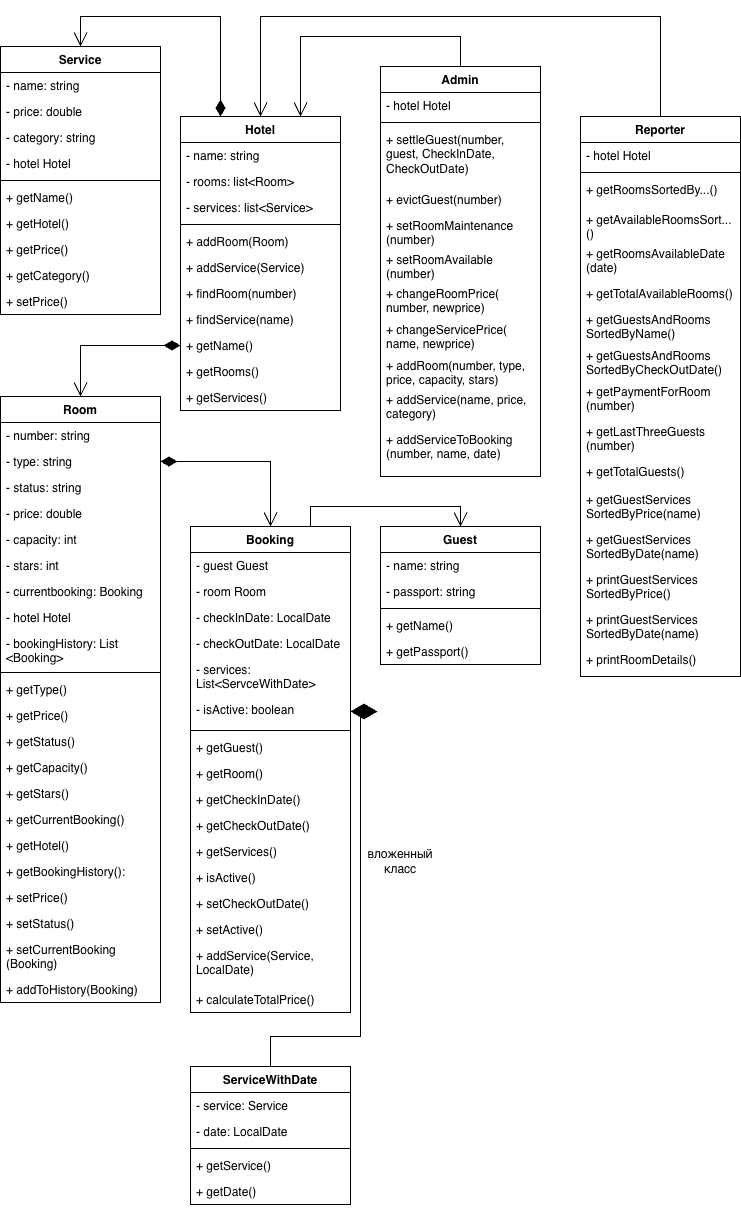 Service
- name: string
- price: double
- category: string
- hotel Hotel
+ getName()
+ getHotel()
+ getPrice()
+ getCategory()
+ setPrice()
Hotel
- name: string
- rooms: list<Room>
- services: list<Service>
+ addRoom(Room)
+ addService(Service)
+ findRoom(number)
+ findService(name)
+ getName()
+ getRooms()
+ getServices()
Admin
- hotel Hotel
+ settleGuest(number,
guest, CheckInDate,
CheckOutDate)
+ evictGuest(number)
+ setRoomMaintenance
(number)
+ setRoomAvailable
(number)
+ changeRoomPrice(
number, newprice)
+ changeServicePrice(
name, newprice)
+ addRoom(number, type,
price, capacity, stars)
+ addService(name, price,
category)
+ addServiceToBooking
(number, name, date)
Reporter
- hotel Hotel
+ getRoomsSortedBy...()
+ getAvailableRoomsSort...
()
+ getRoomsAvailableDate
(date)
+ getTotalAvailableRooms()
+ getGuestsAndRooms
SortedByName()
+ getGuestsAndRooms
SortedByCheckOutDate()
+ getPaymentForRoom
(number)
+ getLastThreeGuests
(number)
+ getTotalGuests()
+ getGuestServices
SortedByPrice(name)
+ getGuestServices
SortedByDate(name)
+ printGuestServices
SortedByPrice()
+ printGuestServices
SortedByDate(name)
+ printRoomDetails()
Room
- number: string
- type: string
- status: string
- price: double
- capacity: int
- stars: int
- currentbooking: Booking
- hotel Hotel
- bookingHistory: List
<Booking>
+ getType()
+ getPrice()
+ getStatus()
+ getCapacity()
+ getStars()
+ getCurrentBooking()
+ getHotel()
+ getBookingHistory():
+ setPrice()
+ setStatus()
+ setCurrentBooking
(Booking)
+ addToHistory(Booking)
Booking
- guest Guest
- room Room
- checkInDate: LocalDate
- checkOutDate: LocalDate
- services:
List<ServceWithDate>
- isActive: boolean
+ getGuest()
+ getRoom()
+ getCheckInDate()
+ getCheckOutDate()
+ getServices()
+ isActive()
+ setCheckOutDate()
+ setActive()
+ addService(Service,
LocalDate)
+ calculateTotalPrice()
Guest
- name: string
- passport: string
+ getName()
+ getPassport()
вложенный
класс
ServiceWithDate
- service: Service
- date: LocalDate
+ getService()
+ getDate()